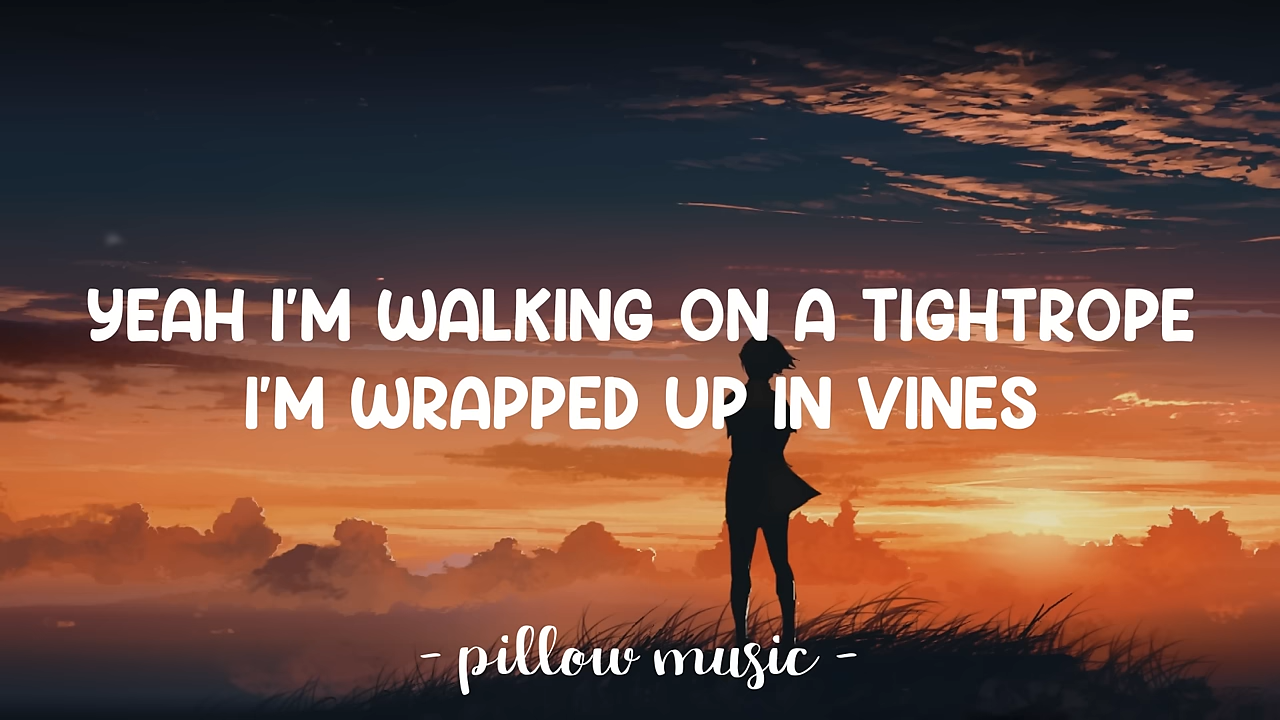 YEAH I'M WALKING ON A TIGHTROPE
I'M WRAPPED UP IN VINES
- pillow music -